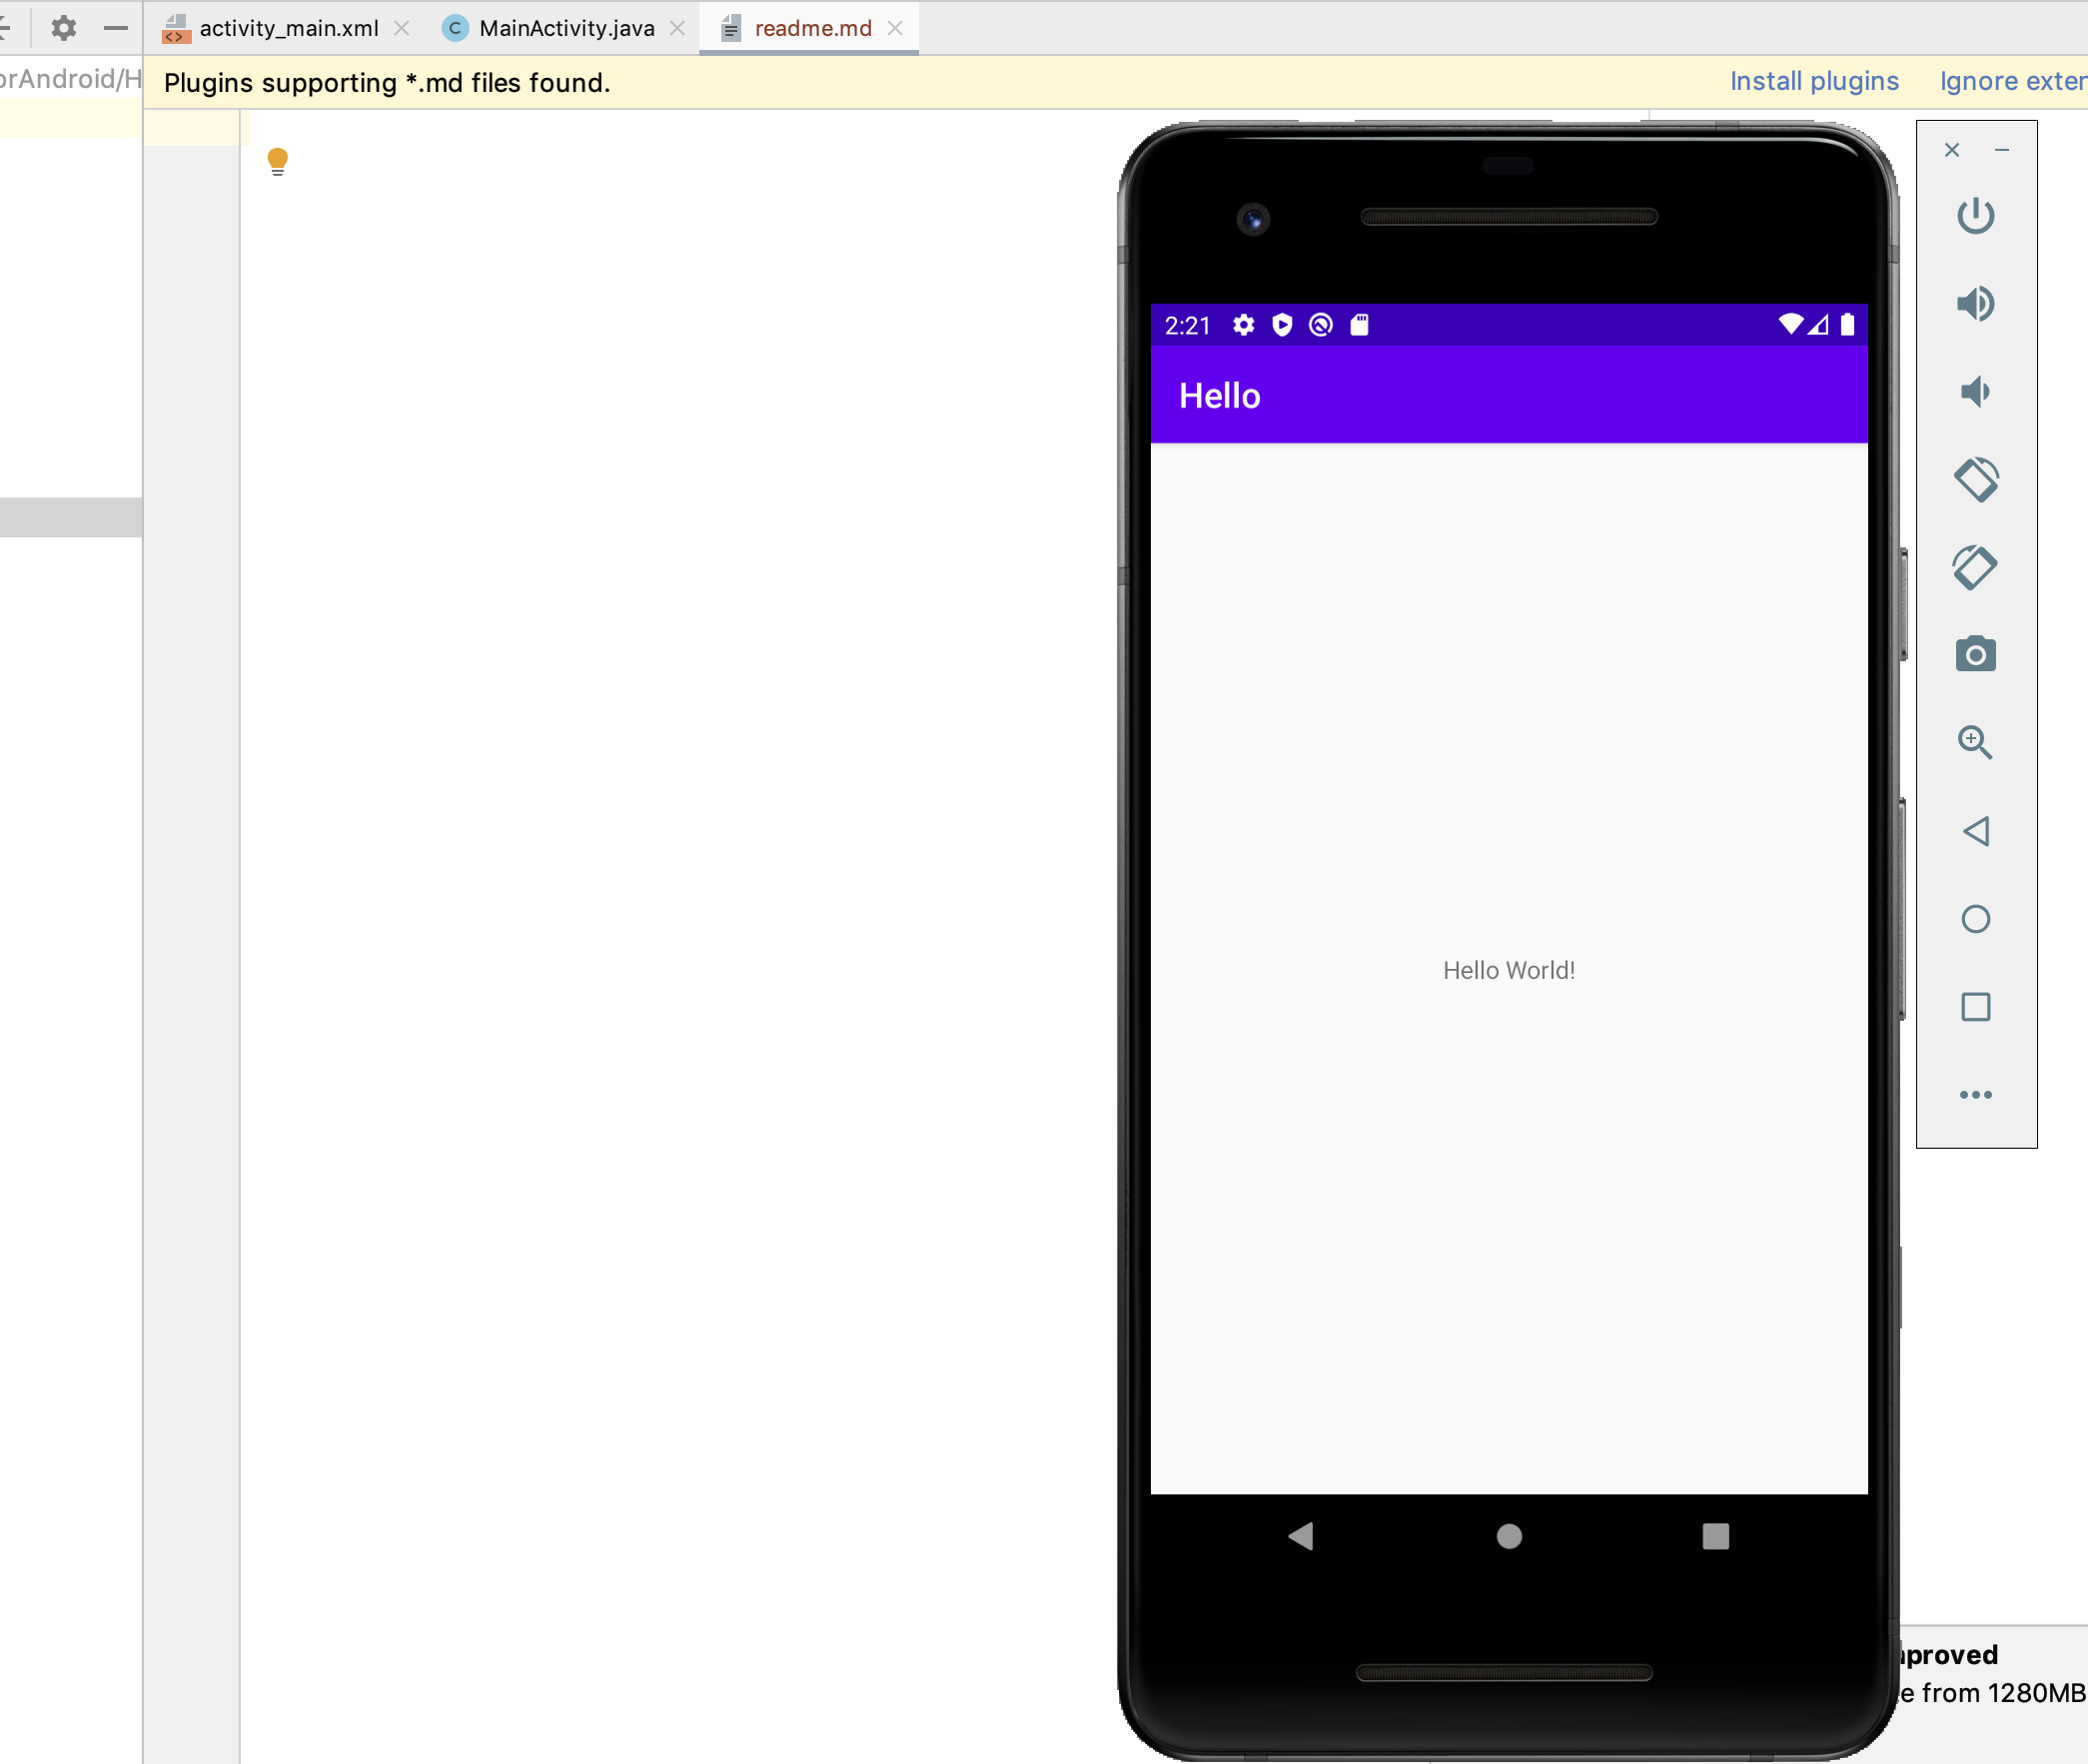 activity_main.xml
MainActivity.java
readme.md
orAndroid/H
Plugins supporting *.md files found.
Install plugins
Ignore exter
2:21
Hello
Hello World!
proved
e from 1280MB